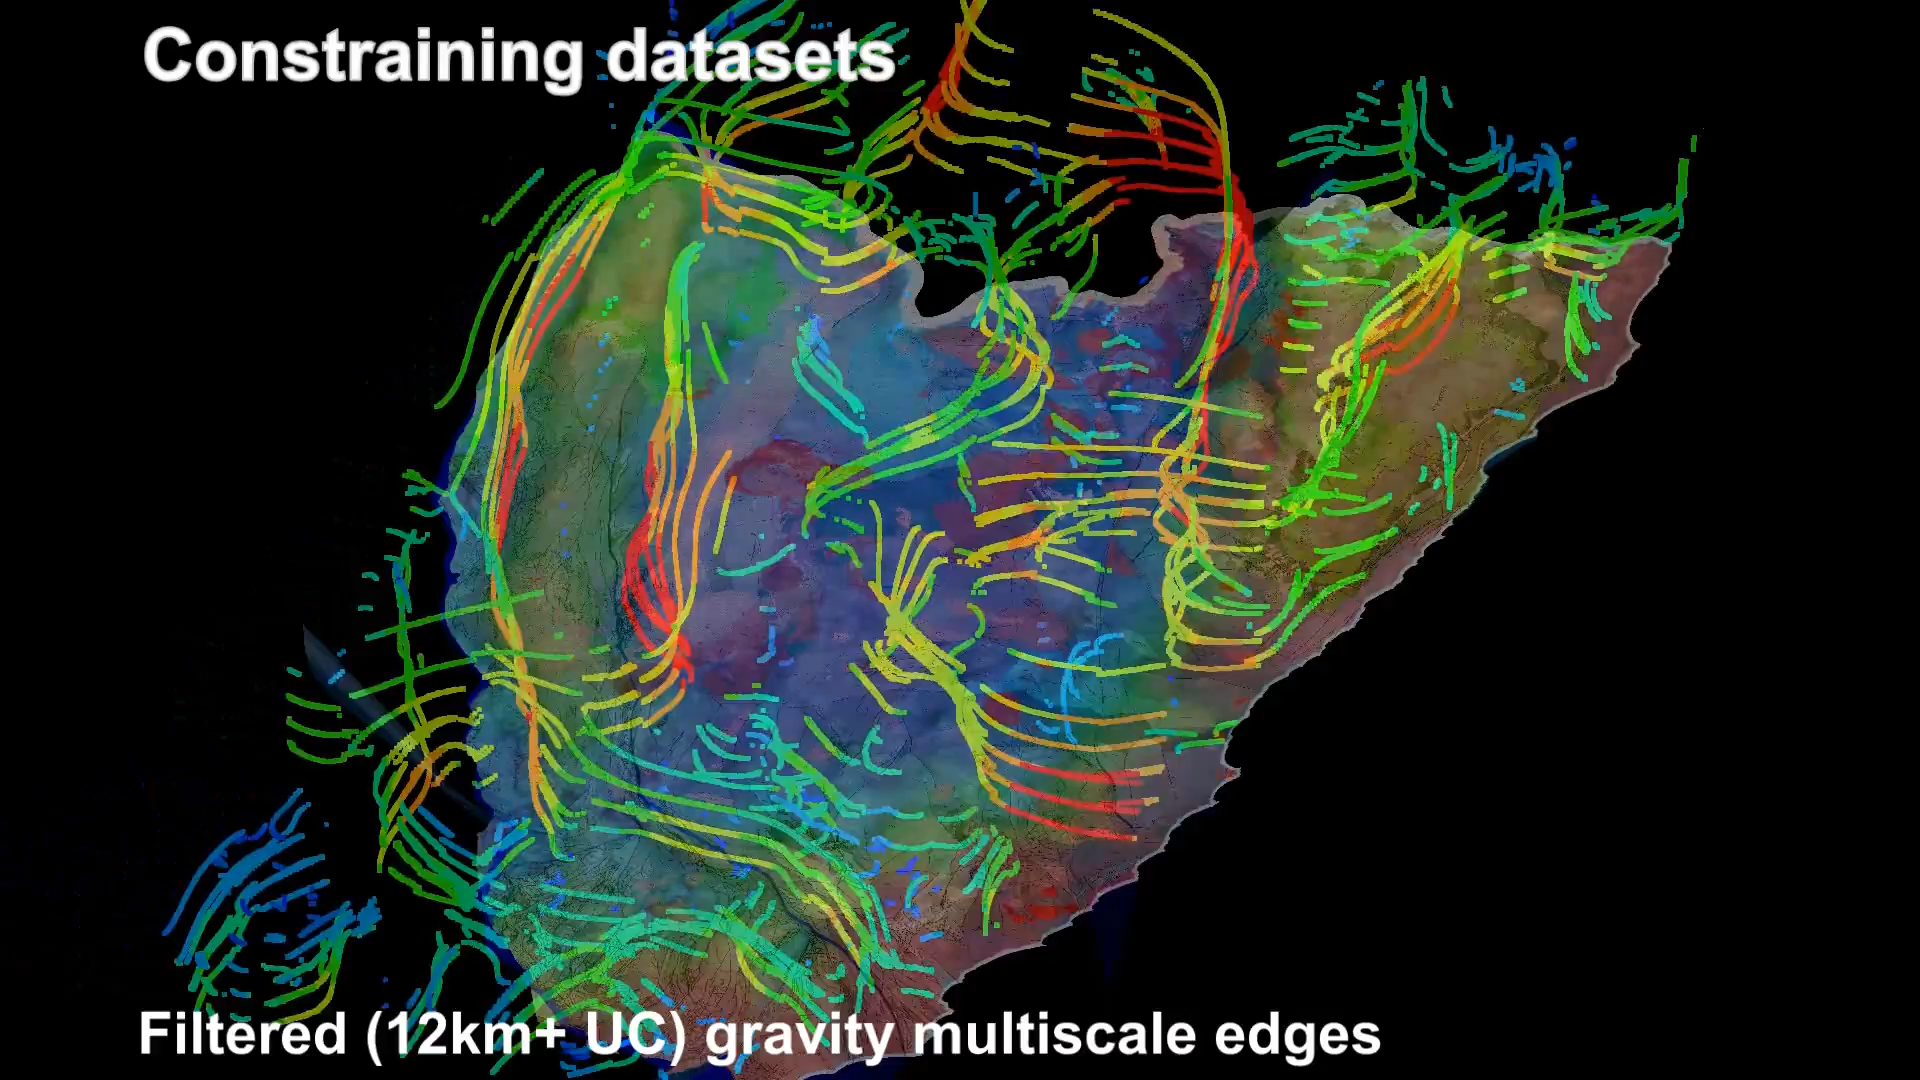 Constraining datasets
Filtered (12km+ UC) gravity multiscale edges